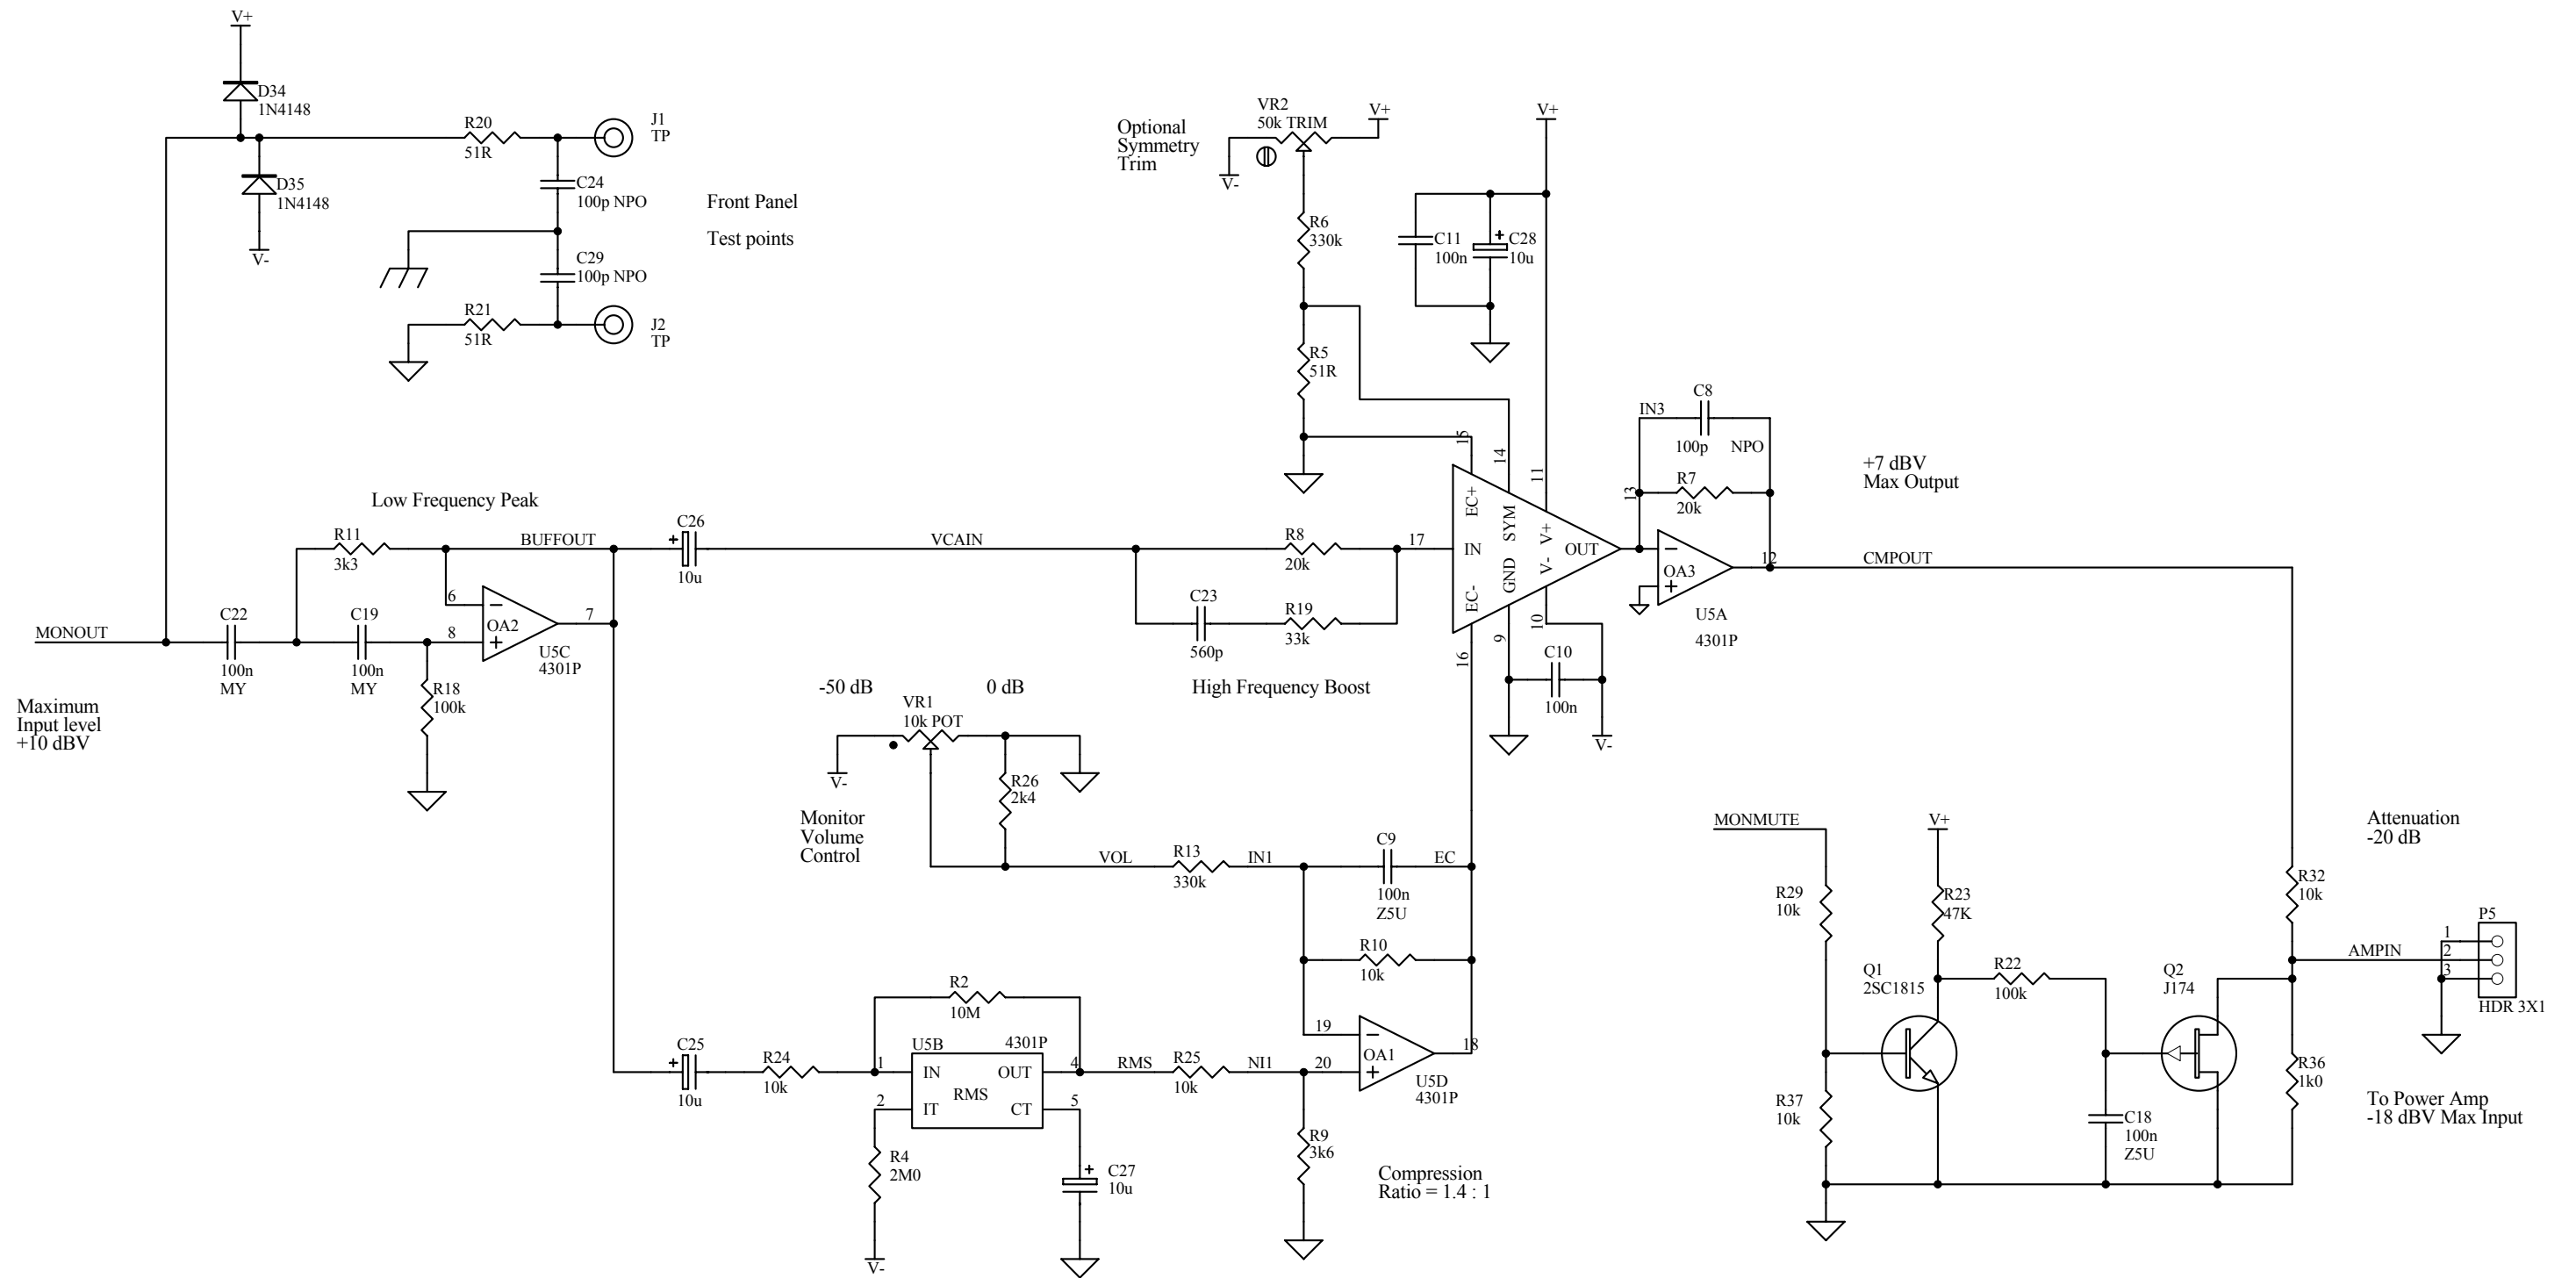 V+
D34
1N4148
R20
51R
J1
TP
D35
1N4148
V-
C24
100p NPO
Front Panel
Test points
C29
100p NPO
R21
51R
J2
TP
Optional
Symmetry
Trim
VR2
50k TRIM
V+
V-
V+
R6
330k
C11
100n
+
C28
10u
R5
51R
15
14
11
IN3
C8
100p NPO
13
R7
20k
+7 dBV
Max Output
Low Frequency Peak
R11
3k3
BUFFOUT
+
C26
10u
VCAIN
R8
20k
17
IN
EC+
SYM
V+
OUT
EC-
GND
V-
OA3
12
CMPOUT
U5A
4301P
C23
560p
R19
33k
High Frequency Boost
16
9
10
C10
100n
V-
MONOUT
C22
100n
MY
C19
100n
MY
6
8
OA2
7
U5C
4301P
R18
100k
Maximum
Input level
+10 dBV
-50 dB
0 dB
VR1
10k POT
V-
R26
2k4
Monitor
Volume
Control
VOL
R13
330k
IN1
C9
100n
Z5U
EC
R10
10k
19
20
OA1
18
U5D
4301P
R2
10M
U5B
4301P
+
C25
10u
R24
10k
1
IN
OUT
4
RMS
2
IT
CT
5
RMS
R25
10k
NI1
R4
2M0
V-
+
C27
10u
R9
3k6
Compression
Ratio = 1.4 : 1
MONMUTE
V+
R29
10k
R23
47K
Q1
2SC1815
R22
100k
Q2
J174
R37
10k
C18
100n
Z5U
Attenuation
-20 dB
R32
10k
AMPIN
P5
1
2
3
HDR 3X1
R36
1k0
To Power Amp
-18 dBV Max Input